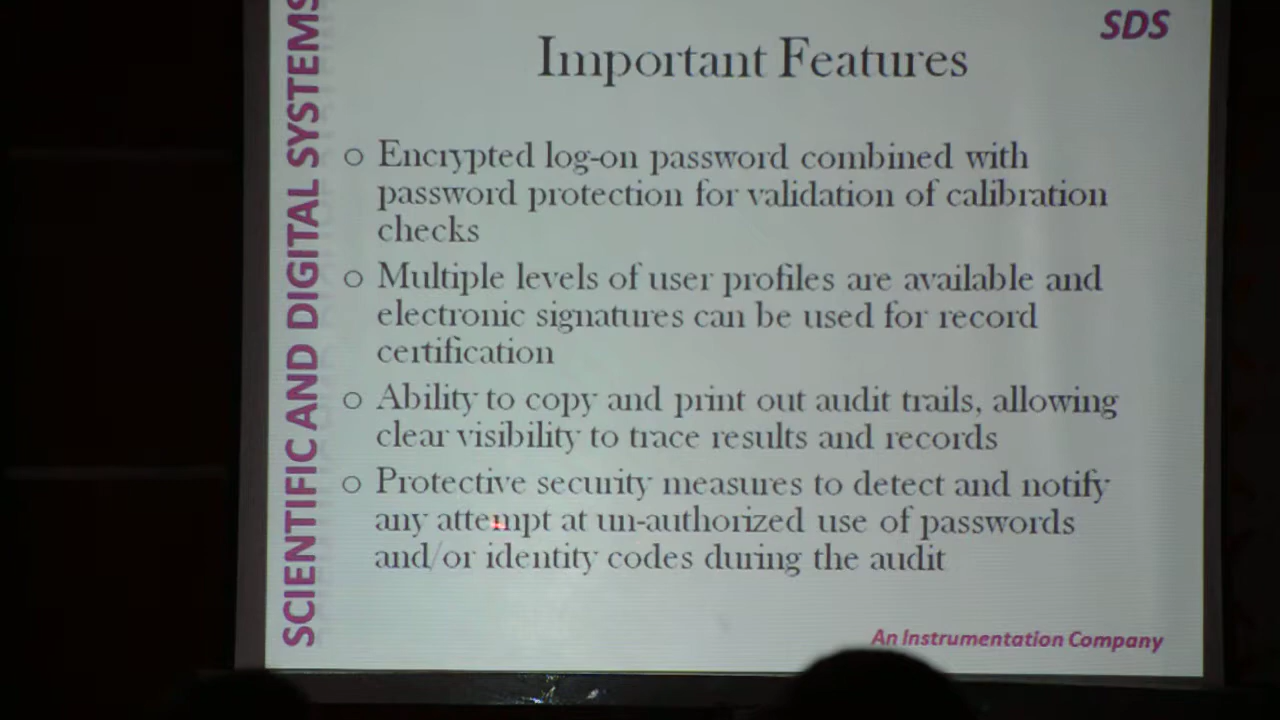 SDS
Important Features
SCIENTIFIC AND DIGITAL SYSTEMS
Encrypted log-on password combined with
password protection for validation of calibration
checks
Multiple levels of user profiles are available and
electronic signatures can be used for record
certification
Ability to copy and print out audit trails, allowing
clear visibility to trace results and records
Protective security measures to detect and notify
any attempt at un-authorized use of passwords
and/or identity codes during the audit
An Instrumentation Company